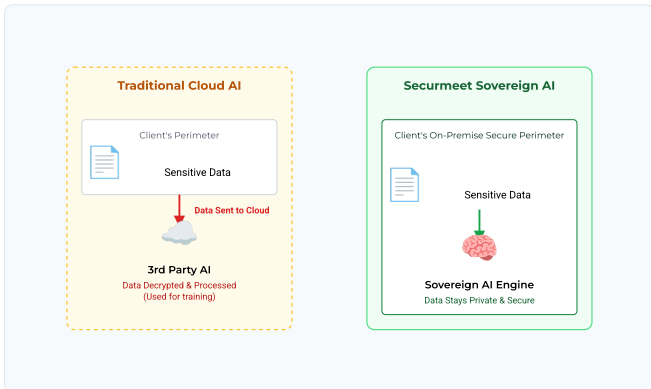 Traditional Cloud AI
Client's Perimeter
Sensitive Data
Data Sent to Cloud
3rd Party AI
Data Decrypted & Processed
(Used for training)
Securmeet Sovereign AI
Client's On-Premise Secure Perimeter
Sensitive Data
Sovereign AI Engine
Data Stays Private & Secure